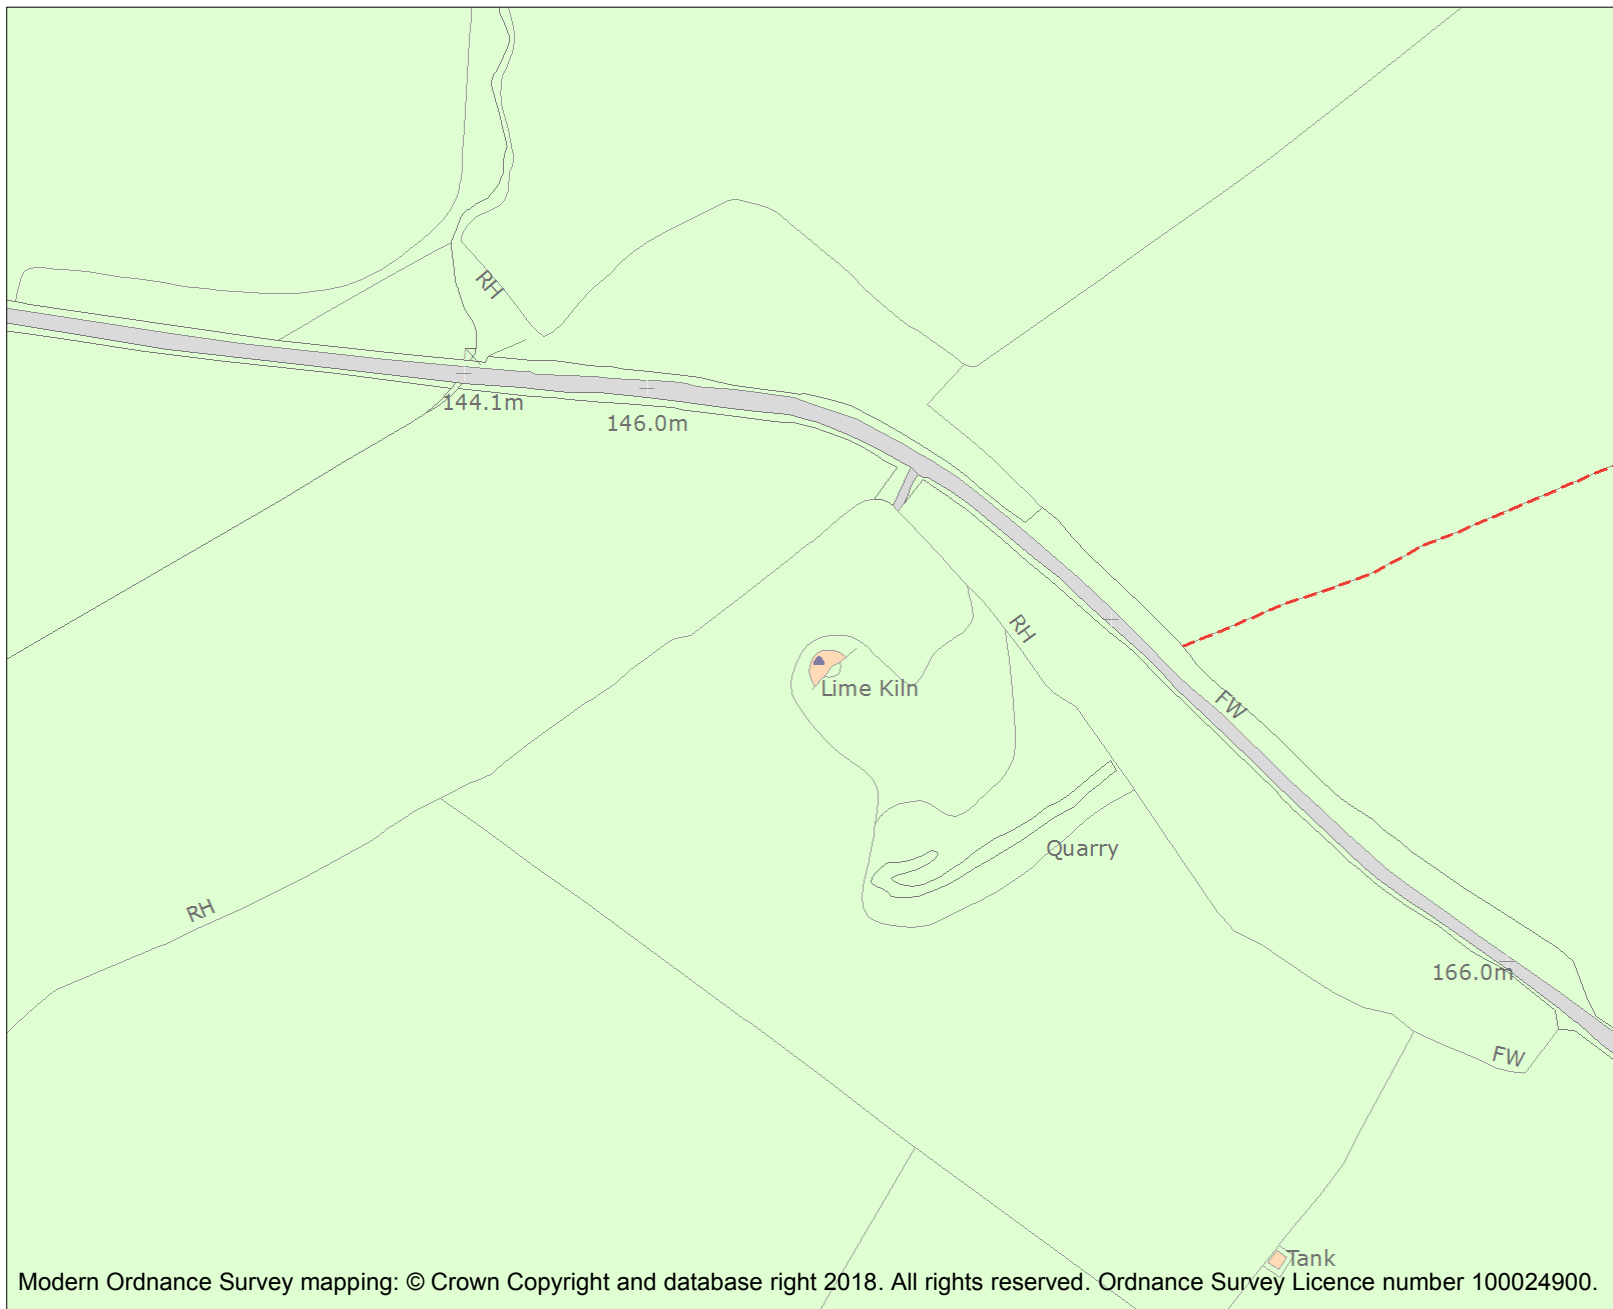 RH
144.1m
146.0m
RH
Lime Kiln
FW
Quarry
RH
166.0m
FW
Tank
Modern Ordnance Survey mapping: © Crown Copyright and database right 2018. All rights reserved. Ordnance Survey Licence number 100024900.